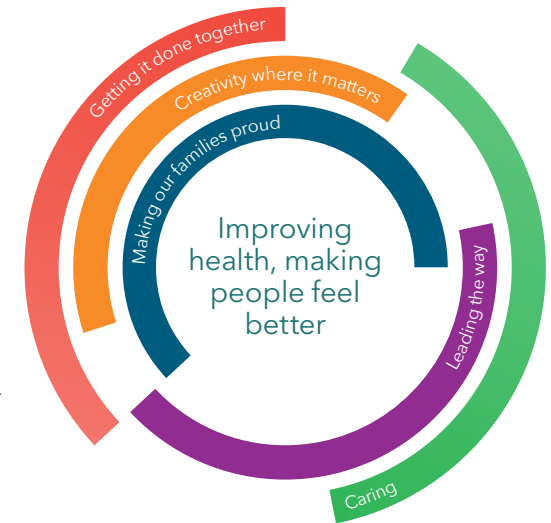 Getting it done together
Creativity where it matters
Making our families proud
Improving
health, making
people feel
better
Leading the way
Caring